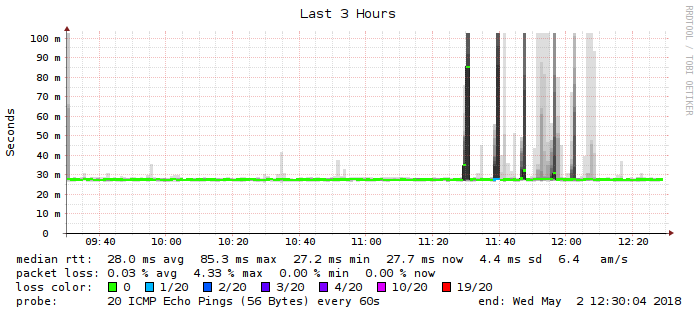 Last 3 Hours
RRDTOOL / TOBI OETIKER
Seconds
100 m
90 m
80 m
70 m
60 m
50 m
40 m
30 m
20 m
10 m
0 m
09:40 10:00 10:20 10:40 11:00 11:20 11:40 12:00 12:20
median rtt: 28.0 ms avg 85.3 ms max 27.2 ms min 27.7 ms now 4.4 ms sd 6.4 am/s
packet loss: 0.03 % avg 4.33 % max 0.00 % min 0.00 % now
loss color: 0 1/20 2/20 3/20 4/20 10/20 19/20
probe: 20 ICMP Echo Pings (56 Bytes) every 60s end: Wed May 2 12:30:04 2018